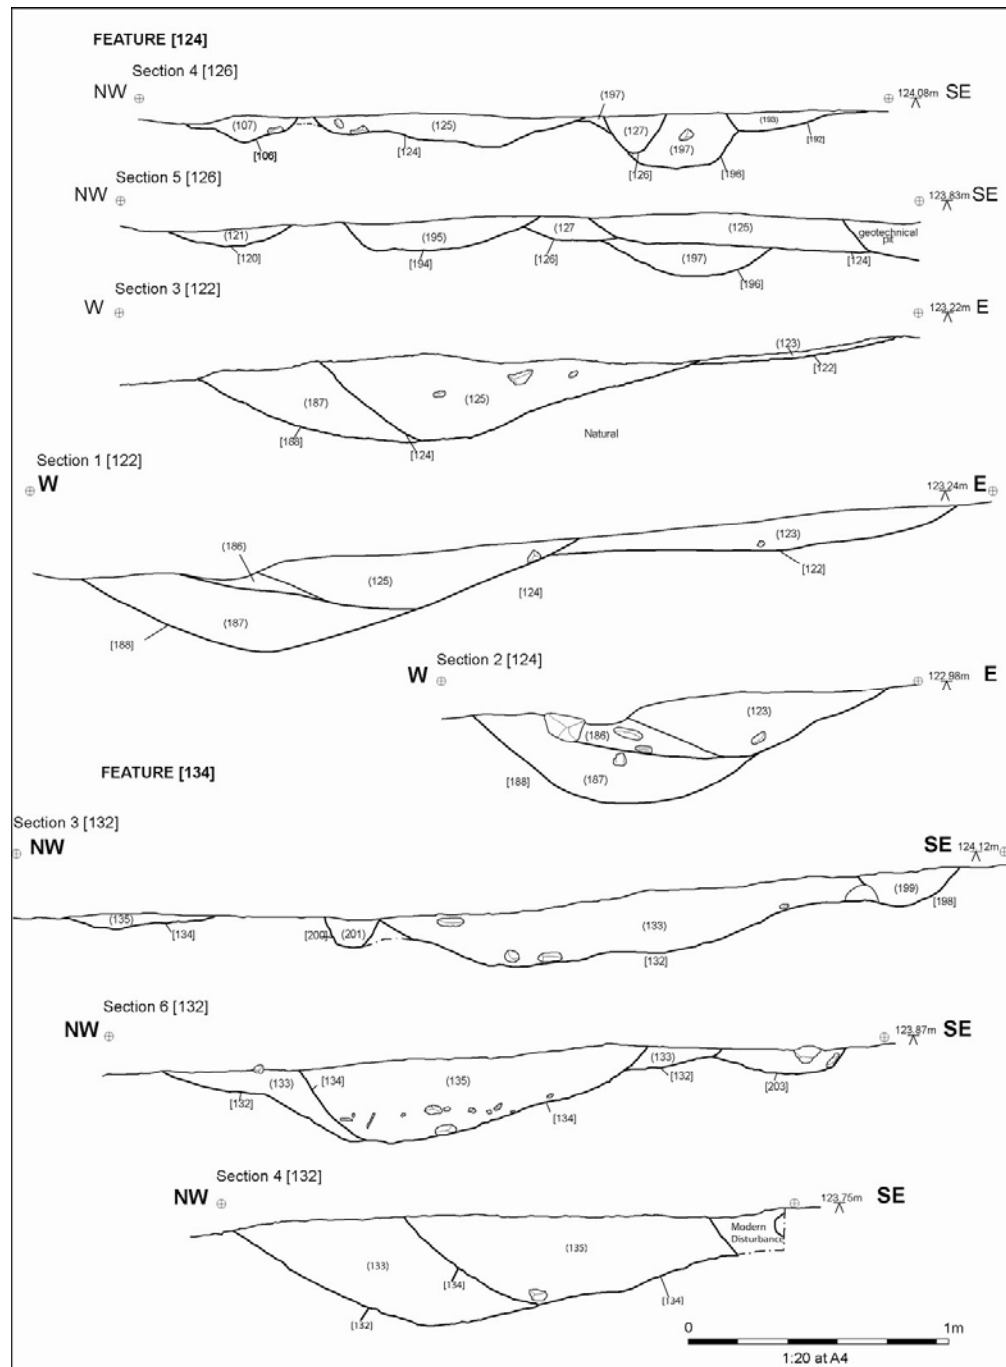 FEATURE [124]
Section 4 [126]
NW
124.08m SE
(197)
(107)
(125)
(127)
(193)
[106]
[124]
(197)
[192]
[126]
[196]
Section 5 [126]
NW
123.83m SE
(121)
(195)
(127)
(125)
geotechnical
pit
[120]
[194]
[126]
(197)
[124]
[196]
Section 3 [122]
W
123.22m E
(123)
[122]
(187)
(125)
[188]
[124]
Natural
Section 1 [122]
W
123.24m E
(186)
(123)
(125)
[122]
[124]
(187)
[188]
Section 2 [124]
W
122.98m E
(123)
(186)
[188]
(187)
FEATURE [134]
Section 3 [132]
NW
SE 124.12m
(135)
[134]
[200]
(201)
(133)
[132]
(199)
[198]
Section 6 [132]
NW
123.87m SE
(133)
[134]
(135)
(133)
[132]
[132]
[203]
[134]
Section 4 [132]
NW
123.75m SE
Modern
Disturbance
(133)
(135)
[134]
[134]
[132]
0
1m
1:20 at A4